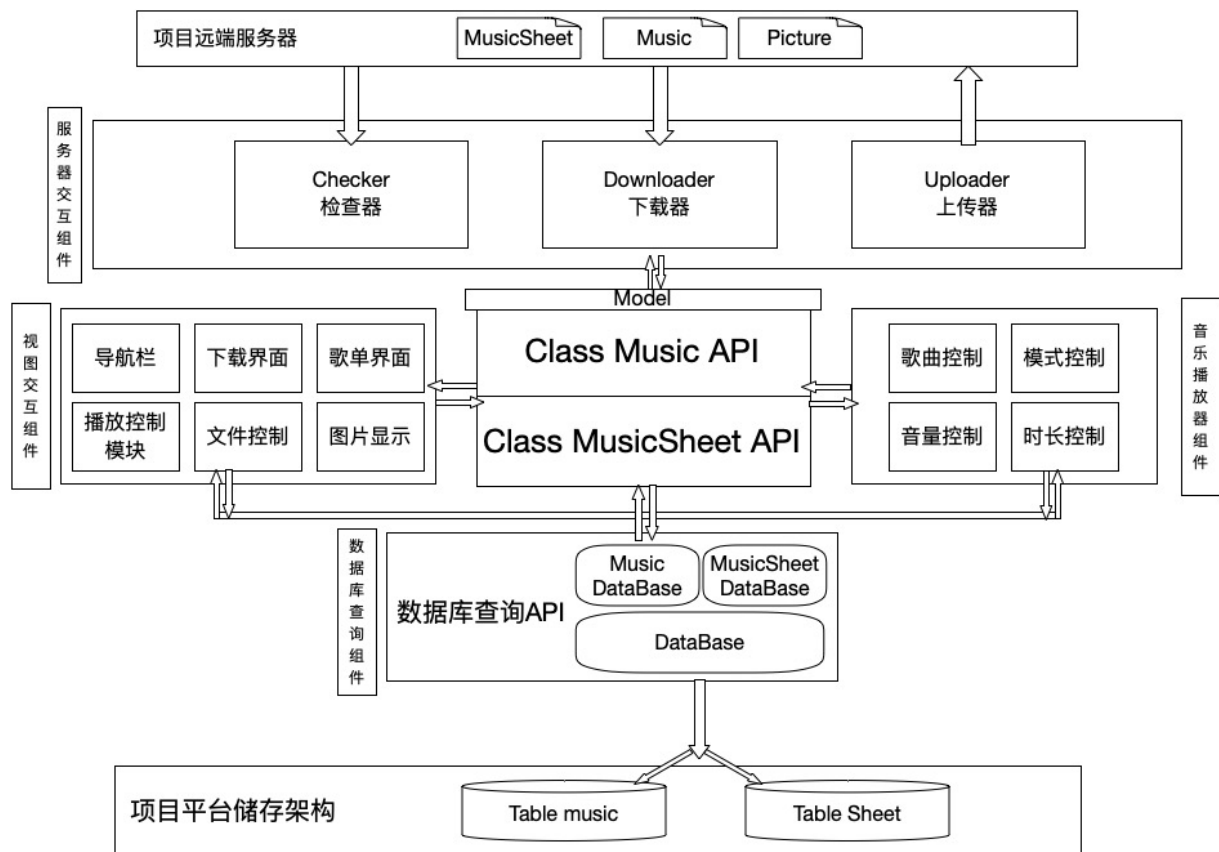 项目远端服务器
MusicSheet
Music
Picture
服务器交互组件
Checker
检查器
Downloader
下载器
Uploader
上传器
Model
视图交互组件
导航栏
下载界面
歌单界面
播放控制
模块
文件控制
图片显示
Class Music API
Class MusicSheet API
歌曲控制
模式控制
音量控制
时长控制
音乐播放器组件
数据库查询组件
数据库查询API
Music
DataBase
MusicSheet
DataBase
DataBase
项目平台储存架构
Table music
Table Sheet